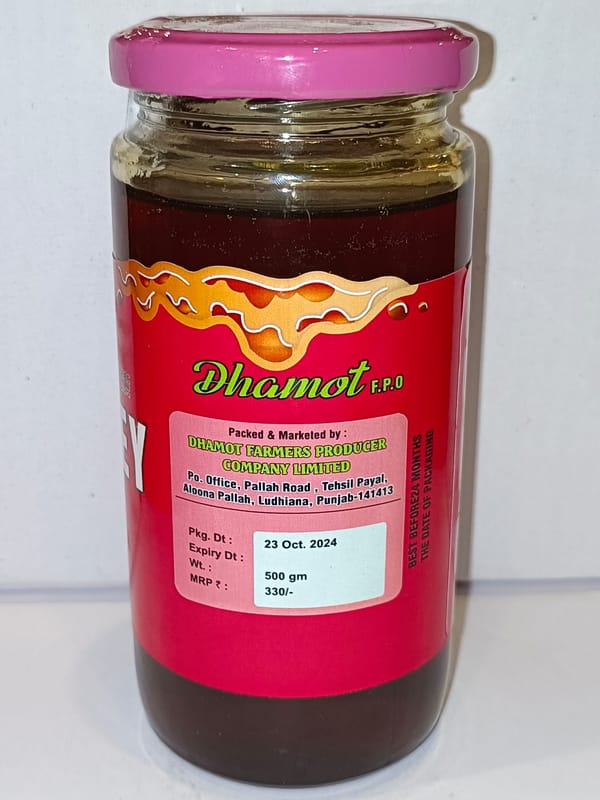 EY
Dhamot F.P.O
Packed & Marketed by :
DHAMOT FARMERS PRODUCER
COMPANY LIMITED
Po. Office, Pallah Road , Tehsil Payal,
Aloona Pallah, Ludhiana, Punjab-141413
Pkg. Dt : 23 Oct. 2024
Expiry Dt :
Wt. : 500 gm
MRP ₹ : 330/-
BEST BEFORE24 MONTHS
THE DATE OF PACKAGING